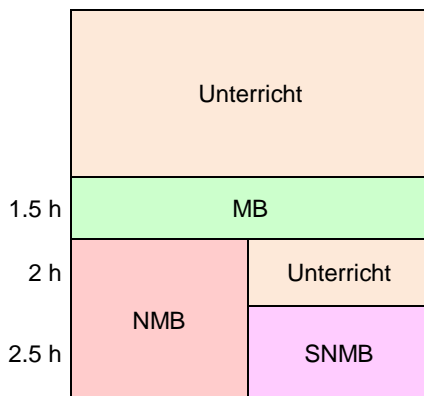 Unterricht
1.5 h
MB
2 h
Unterricht
NMB
2.5 h
SNMB